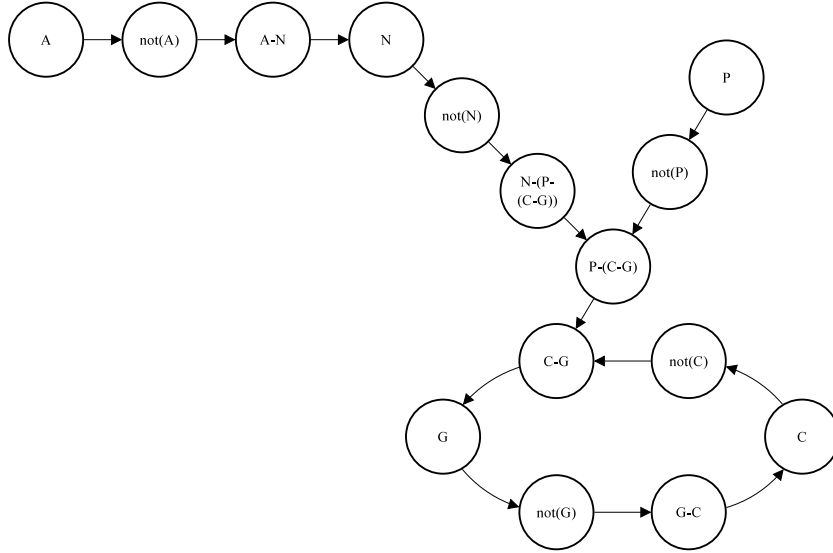 A
not(A)
A-N
N
P
not(N)
not(P)
N-(P-
(C-G))
P-(C-G)
C-G
not(C)
G
C
not(G)
G-C